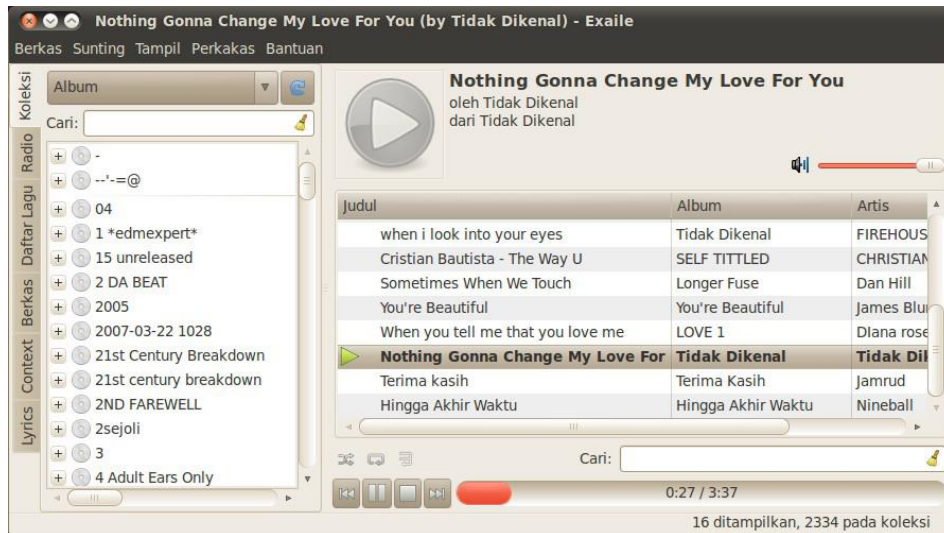 Nothing Gonna Change My Love For You (by Tidak Dikenal) - Exaile
Berkas Sunting Tampil Perkakas Bantuan
Koleksi
Radio
Daftar Lagu
Berkas
Context
Lyrics
Album
Cari:
-
--'-=@
04
1 *edmexpert*
15 unreleased
2 DA BEAT
2005
2007-03-22 1028
21st Century Breakdown
21st century breakdown
2ND FAREWELL
2sejoli
3
4 Adult Ears Only
Nothing Gonna Change My Love For You
oleh Tidak Dikenal
dari Tidak Dikenal
Judul Album Artis
when i look into your eyes Tidak Dikenal FIREHOUS
Cristian Bautista - The Way U SELF TITTLED CHRISTIAN
Sometimes When We Touch Longer Fuse Dan Hill
You're Beautiful You're Beautiful James Blun
When you tell me that you love me LOVE 1 DIana rose
Nothing Gonna Change My Love For Tidak Dikenal Tidak Dik
Terima kasih Terima Kasih Jamrud
Hingga Akhir Waktu Hingga Akhir Waktu Nineball
Cari:
0:27 / 3:37
16 ditampilkan, 2334 pada koleksi